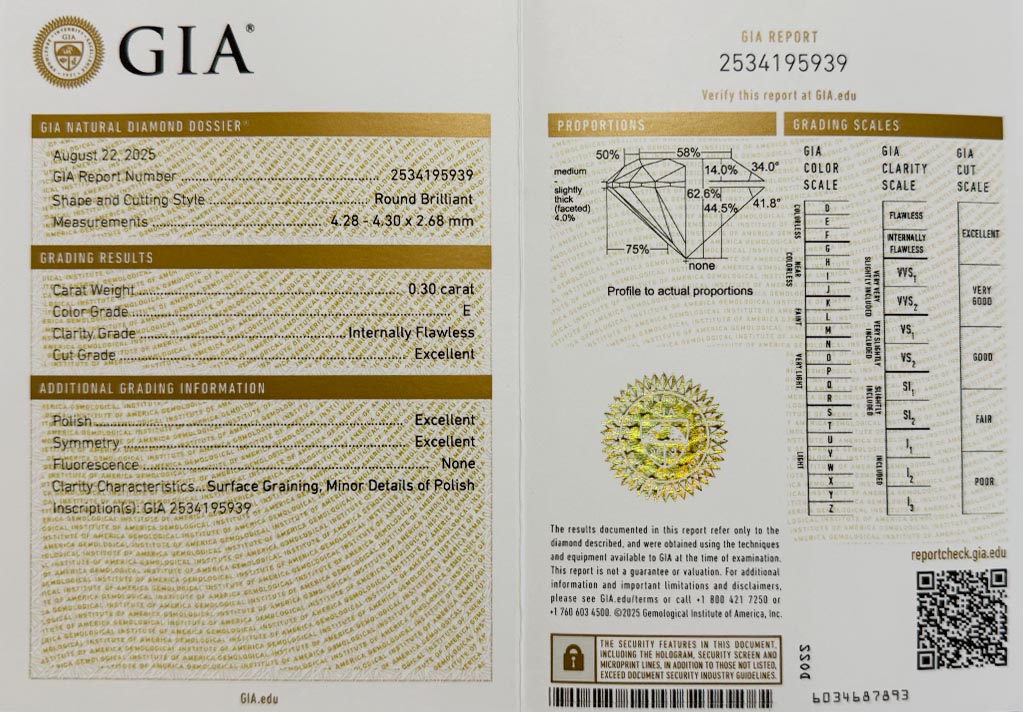 GIA®
GIA NATURAL DIAMOND DOSSIER®
August 22, 2025
GIA Report Number 2534195939
Shape and Cutting Style Round Brilliant
Measurements 4.28 - 4.30 x 2.68 mm
GRADING RESULTS
Carat Weight 0.30 carat
Color Grade E
Clarity Grade Internally Flawless
Cut Grade Excellent
ADDITIONAL GRADING INFORMATION
Polish Excellent
Symmetry Excellent
Fluorescence None
Clarity Characteristics...Surface Graining, Minor Details of Polish
Inscription(s): GIA 2534195939
GIA.edu
GIA REPORT
2534195939
Verify this report at GIA.edu
PROPORTIONS
50%
58%
medium
14.0%
34.0°
slightly
thick
(faceted)
4.0%
62.6%
44.5%
41.8°
75%
none
Profile to actual proportions
The results documented in this report refer only to the
diamond described, and were obtained using the techniques
and equipment available to GIA at the time of examination.
This report is not a guarantee or valuation. For additional
information and important limitations and disclaimers,
please see GIA.edu/terms or call +1 800 421 7250 or
+1 760 603 4500. ©2025 Gemological Institute of America, Inc.
THE SECURITY FEATURES IN THIS DOCUMENT,
INCLUDING THE HOLOGRAM, SECURITY SCREEN AND
MICROPRINT LINES, IN ADDITION TO THOSE NOT LISTED,
EXCEED DOCUMENT SECURITY INDUSTRY GUIDELINES.
GRADING SCALES
GIA
COLOR
SCALE
COLORLESS
D
E
F
NEAR
COLORLESS
G
H
I
J
FAINT
K
L
M
VERY LIGHT
N
O
P
Q
R
LIGHT
S
T
U
V
W
X
Y
Z
GIA
CLARITY
SCALE
FLAWLESS
INTERNALLY
FLAWLESS
VERY VERY
SLIGHTLY INCLUDED
VVS1
VVS2
VERY SLIGHTLY
INCLUDED
VS1
VS2
SLIGHTLY
INCLUDED
SI1
SI2
INCLUDED
I1
I2
I3
GIA
CUT
SCALE
EXCELLENT
VERY
GOOD
GOOD
FAIR
POOR
reportcheck.gia.edu
6034687893